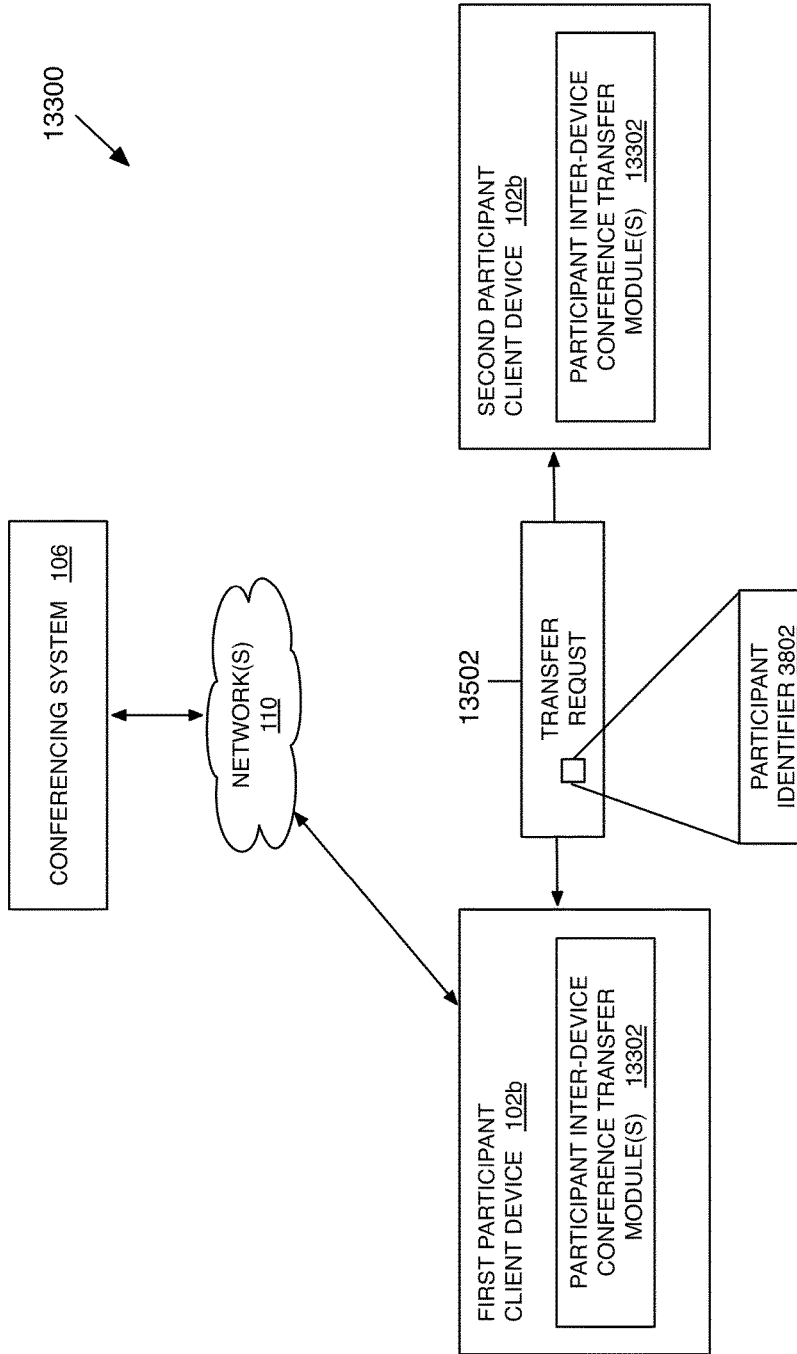 13300
CONFERENCING SYSTEM 106
NETWORK(S)
110
13502
TRANSFER
REQUST
PARTICIPANT
IDENTIFIER 3802
FIRST PARTICIPANT
CLIENT DEVICE 102b
PARTICIPANT INTER-DEVICE
CONFERENCE TRANSFER
MODULE(S) 13302
SECOND PARTICIPANT
CLIENT DEVICE 102b
PARTICIPANT INTER-DEVICE
CONFERENCE TRANSFER
MODULE(S) 13302